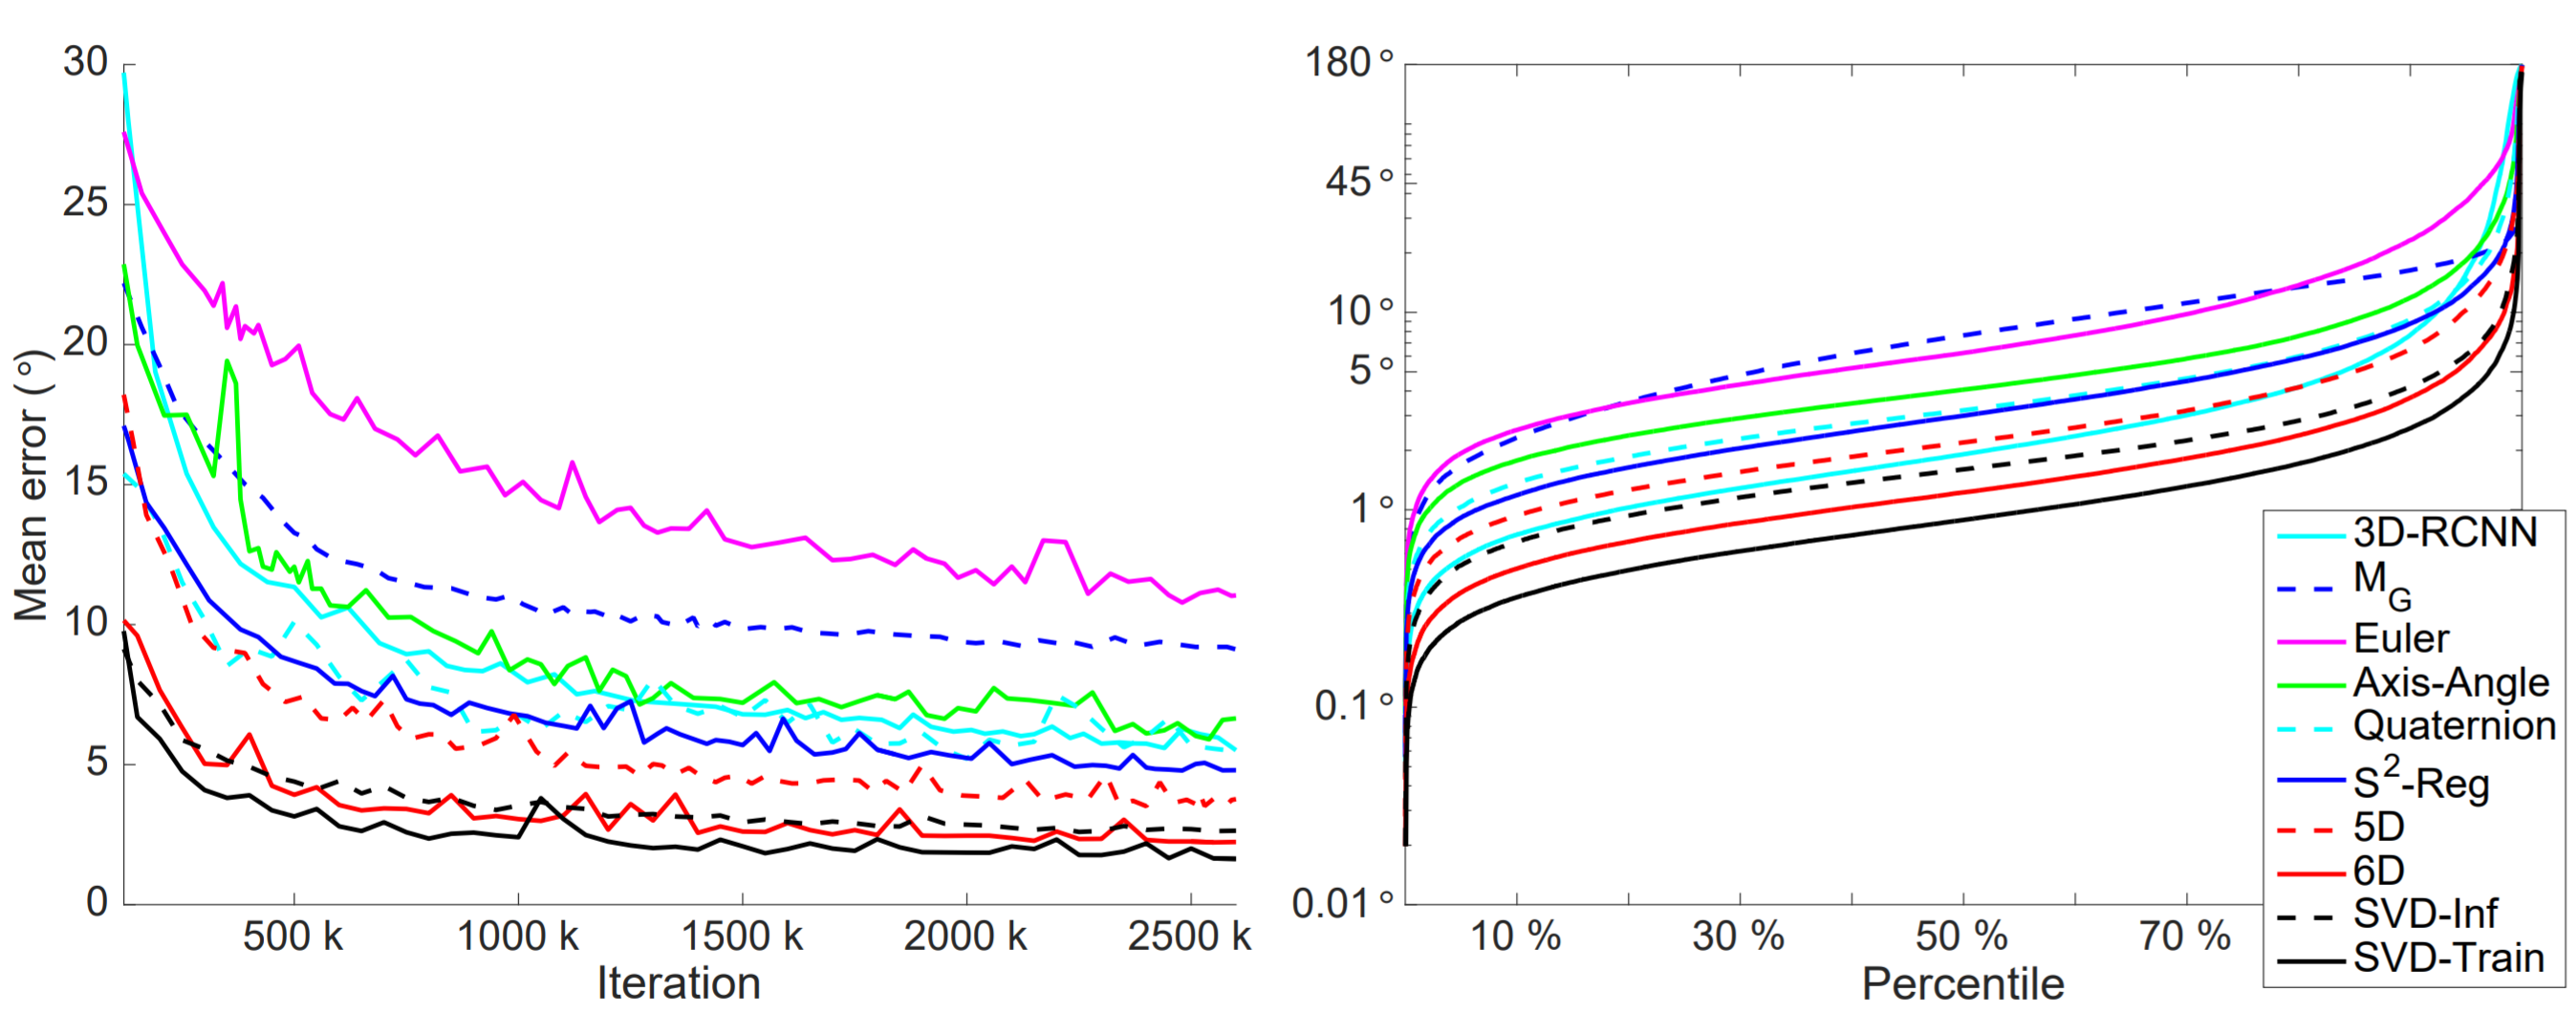 30
25
20
15
10
5
0
Mean error (°)
500 k 1000 k 1500 k 2000 k 2500 k
Iteration
180°
45°
10°
5°
1°
0.1°
0.01°
10 % 30 % 50 % 70 %
Percentile
3D-RCNN
M_G
Euler
Axis-Angle
Quaternion
S²-Reg
5D
6D
SVD-Inf
SVD-Train